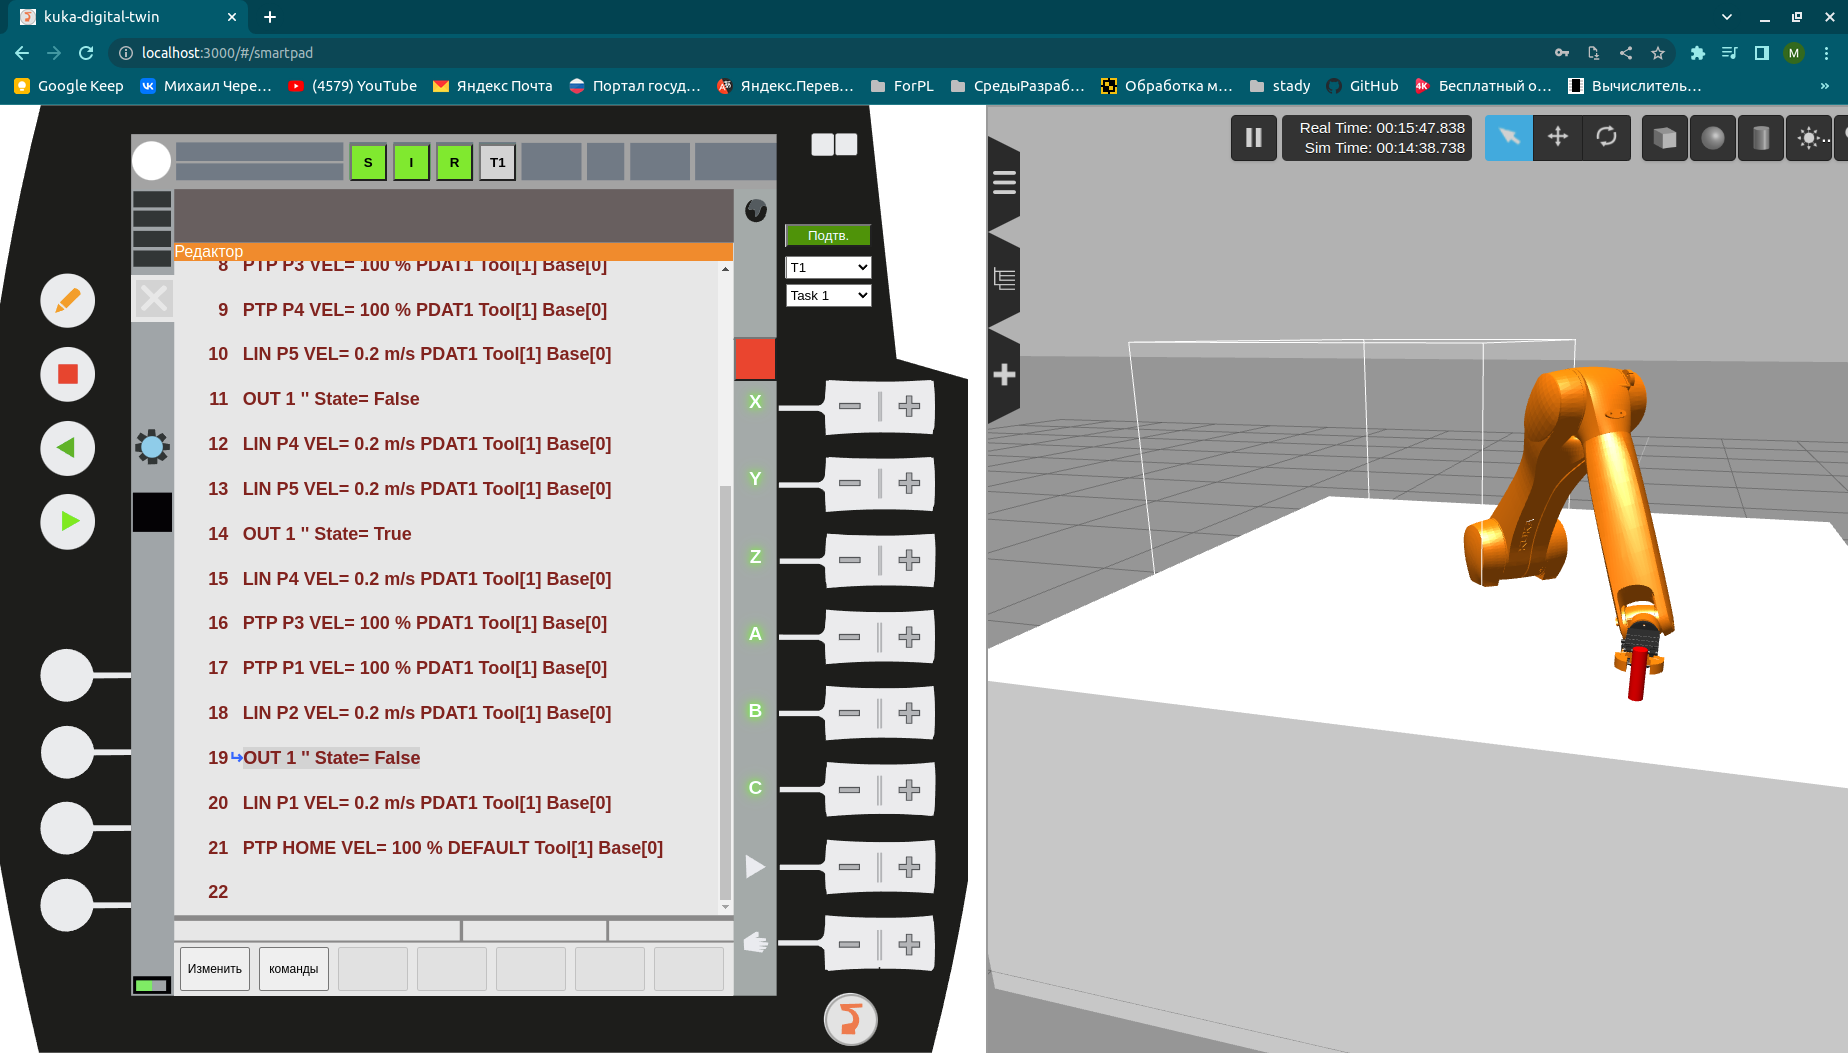 kuka-digital-twin
localhost:3000/#/smartpad
M
Google Keep
Михаил Чере...
(4579) YouTube
Яндекс Почта
Портал госуд...
Яндекс.Перев...
ForPL
СредыРазраб...
Обработка м...
stady
GitHub
4K
Бесплатный о...
Вычислитель...
»
S
I
R
T1
Редактор
8 PTP P3 VEL= 100 % PDAT1 Tool[1] Base[0]
9 PTP P4 VEL= 100 % PDAT1 Tool[1] Base[0]
10 LIN P5 VEL= 0.2 m/s PDAT1 Tool[1] Base[0]
11 OUT 1 '' State= False
12 LIN P4 VEL= 0.2 m/s PDAT1 Tool[1] Base[0]
13 LIN P5 VEL= 0.2 m/s PDAT1 Tool[1] Base[0]
14 OUT 1 '' State= True
15 LIN P4 VEL= 0.2 m/s PDAT1 Tool[1] Base[0]
16 PTP P3 VEL= 100 % PDAT1 Tool[1] Base[0]
17 PTP P1 VEL= 100 % PDAT1 Tool[1] Base[0]
18 LIN P2 VEL= 0.2 m/s PDAT1 Tool[1] Base[0]
19 OUT 1 '' State= False
20 LIN P1 VEL= 0.2 m/s PDAT1 Tool[1] Base[0]
21 PTP HOME VEL= 100 % DEFAULT Tool[1] Base[0]
22
Изменить
команды
X
Y
Z
A
B
C
Подтв.
T1
Task 1
Real Time: 00:15:47.838
Sim Time: 00:14:38.738
KUKA